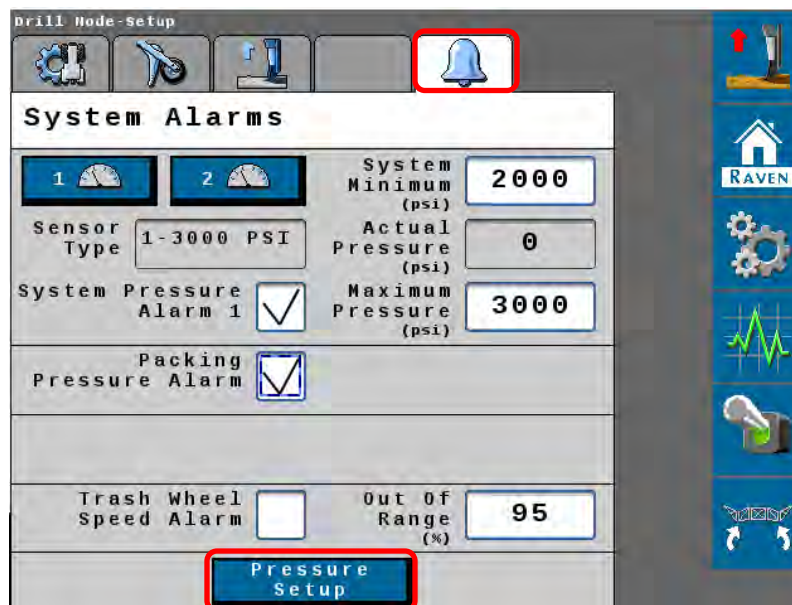 Drill Node-Setup
System Alarms
1
2
System
Minimum
(psi)
2000
Sensor
Type
1-3000 PSI
Actual
Pressure
(psi)
0
System Pressure
Alarm 1
Maximum
Pressure
(psi)
3000
Packing
Pressure Alarm
Trash Wheel
Speed Alarm
Out Of
Range
(%)
95
Pressure
Setup
RAVEN